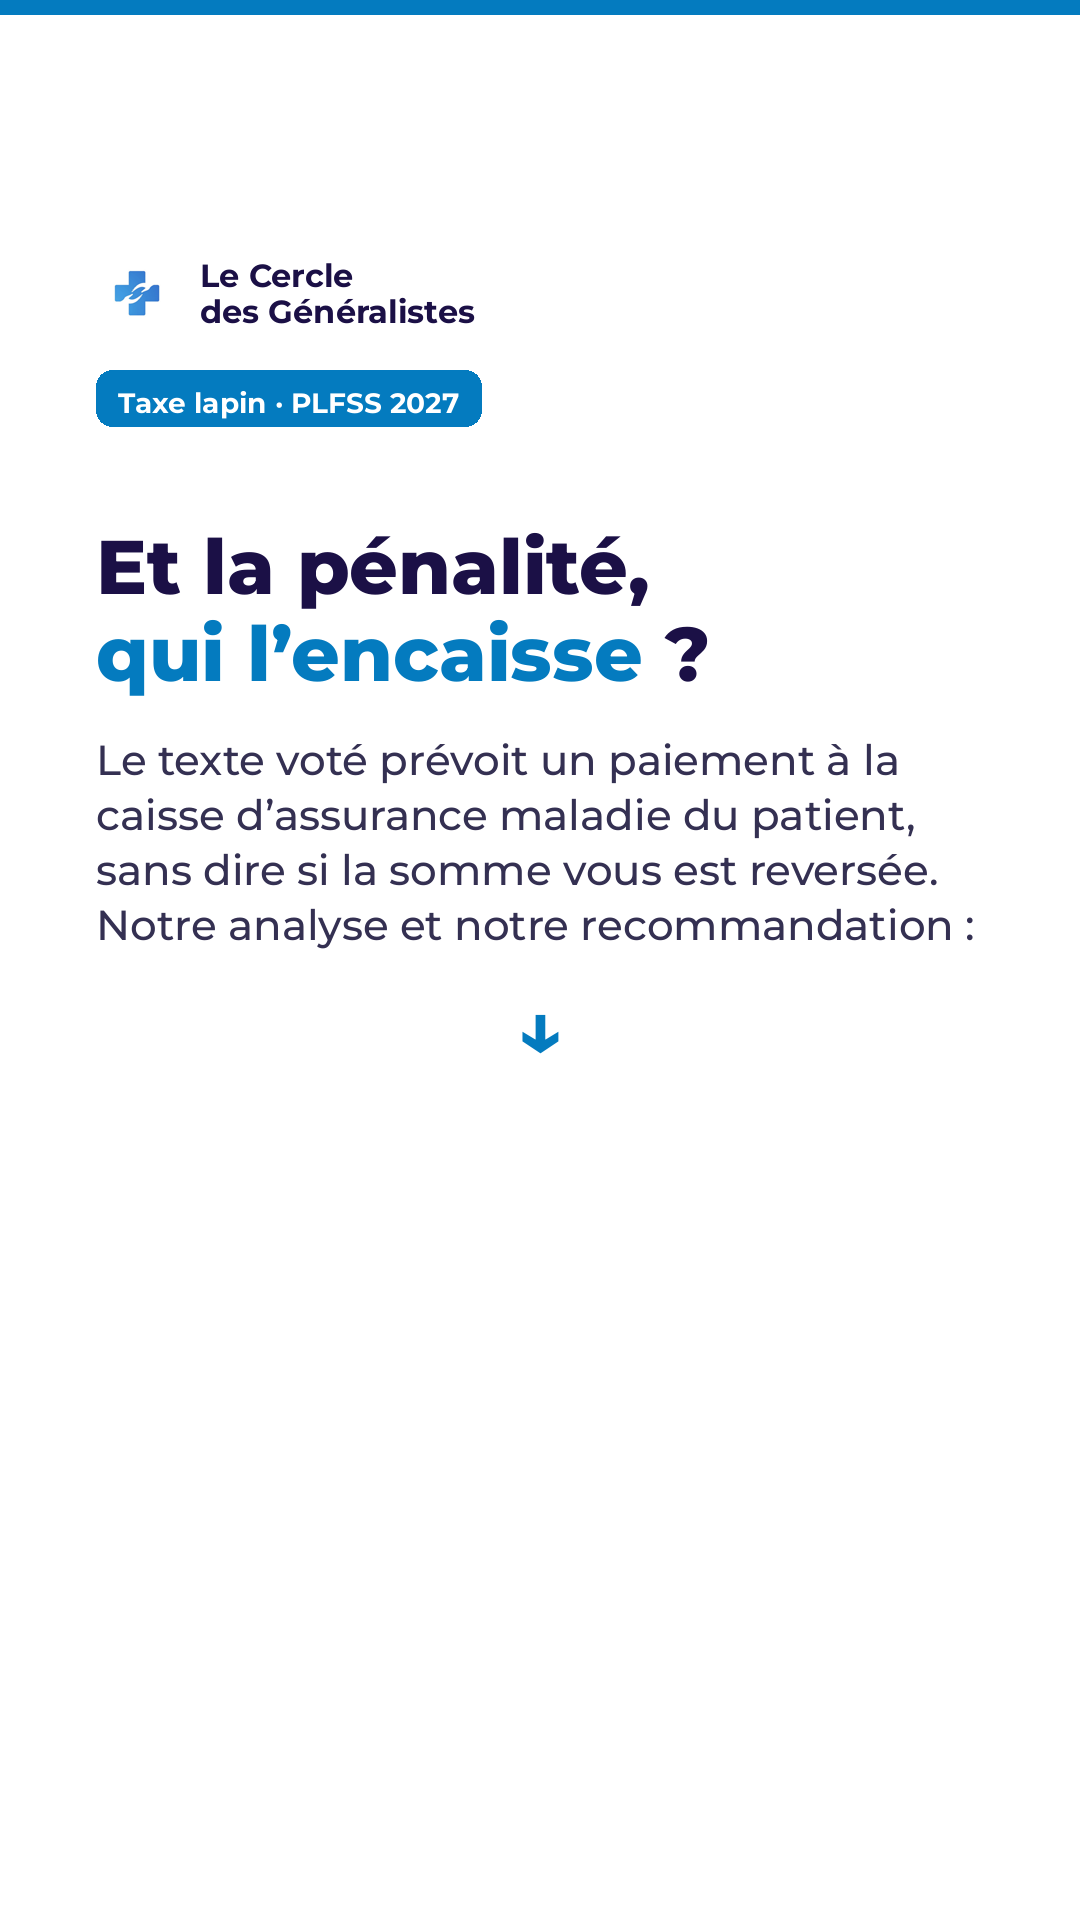 Le Cercle
des Généralistes
Taxe lapin · PLFSS 2027
Et la pénalité,
qui l’encaisse ?
Le texte voté prévoit un paiement à la
caisse d’assurance maladie du patient,
sans dire si la somme vous est reversée.
Notre analyse et notre recommandation :